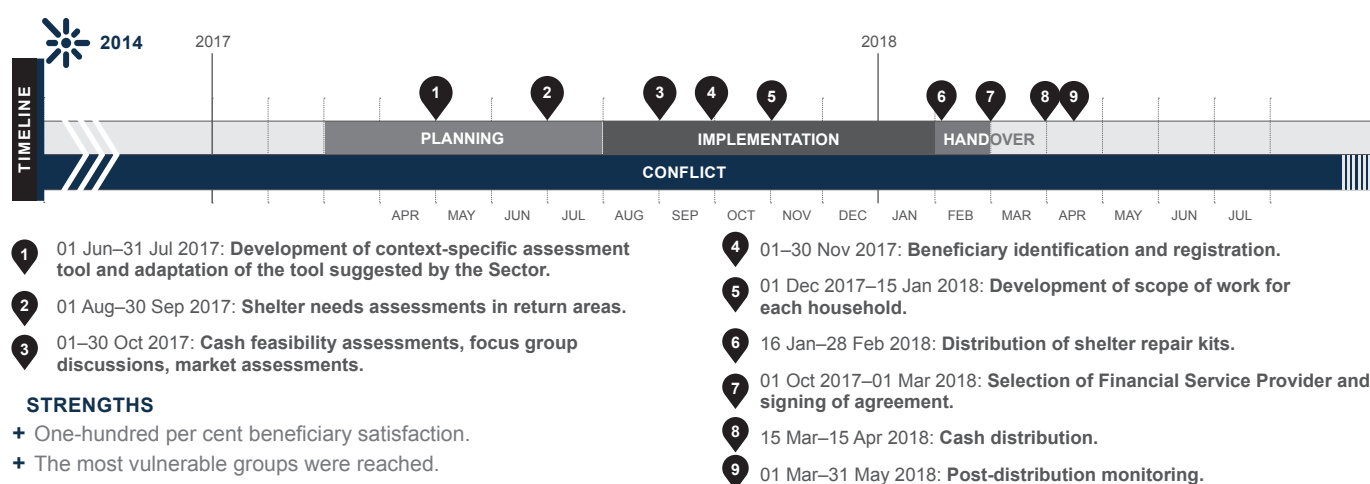 2014
2017
2018
TIMELINE
1
2
3
4
5
6
7
8
9
PLANNING
IMPLEMENTATION
HANDOVER
CONFLICT
APR MAY JUN JUL AUG SEP OCT NOV DEC JAN FEB MAR APR MAY JUN JUL
1 01 Jun–31 Jul 2017: Development of context-specific assessment
tool and adaptation of the tool suggested by the Sector.
2 01 Aug–30 Sep 2017: Shelter needs assessments in return areas.
3 01–30 Oct 2017: Cash feasibility assessments, focus group
discussions, market assessments.
STRENGTHS
+ One-hundred per cent beneficiary satisfaction.
+ The most vulnerable groups were reached.
4 01–30 Nov 2017: Beneficiary identification and registration.
5 01 Dec 2017–15 Jan 2018: Development of scope of work for
each household.
6 16 Jan–28 Feb 2018: Distribution of shelter repair kits.
7 01 Oct 2017–01 Mar 2018: Selection of Financial Service Provider and
signing of agreement.
8 15 Mar–15 Apr 2018: Cash distribution.
9 01 Mar–31 May 2018: Post-distribution monitoring.